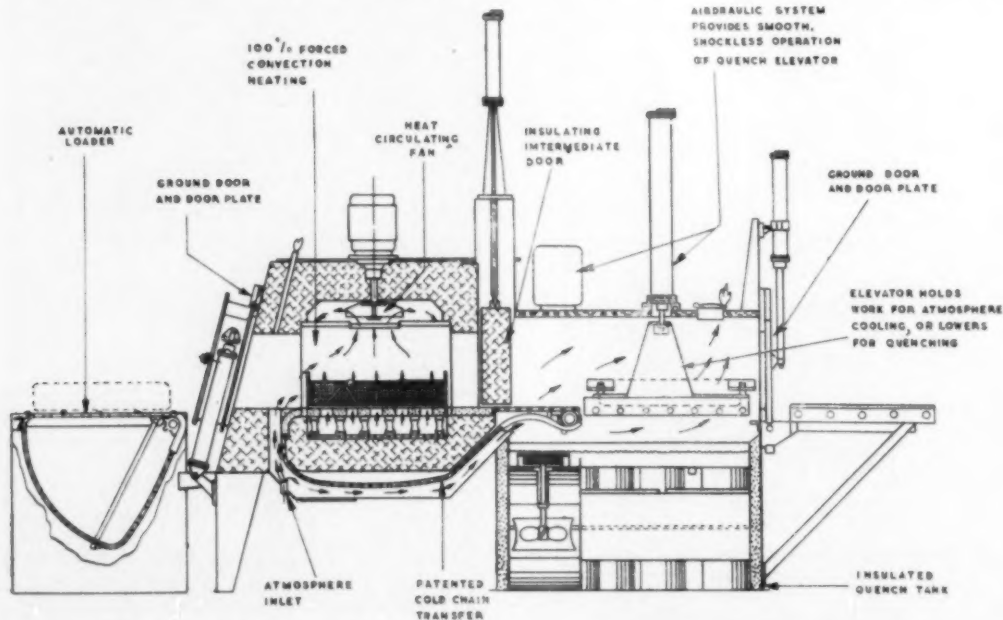 AIRDRAULIC SYSTEM
PROVIDES SMOOTH,
SHOCKLESS OPERATION
OF QUENCH ELEVATOR
100% FORCED
CONVECTION
HEATING
AUTOMATIC
LOADER
HEAT
CIRCULATING
FAN
INSULATING
INTERMEDIATE
DOOR
GROUND DOOR
AND DOOR PLATE
GROUND DOOR
AND DOOR PLATE
ELEVATOR HOLDS
WORK FOR ATMOSPHERE
COOLING, OR LOWERS
FOR QUENCHING
ATMOSPHERE
INLET
PATENTED
COLD CHAIN
TRANSFER
INSULATED
QUENCH TANK